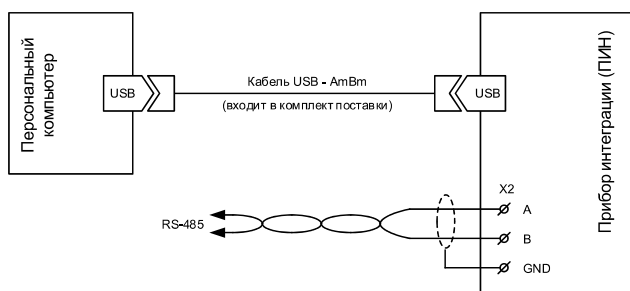 Персональный
компьютер
USB
Кабель USB - AmBm
(входит в комплект поставки)
USB
Прибор интеграции (ПИН)
X2
RS-485
A
B
GND